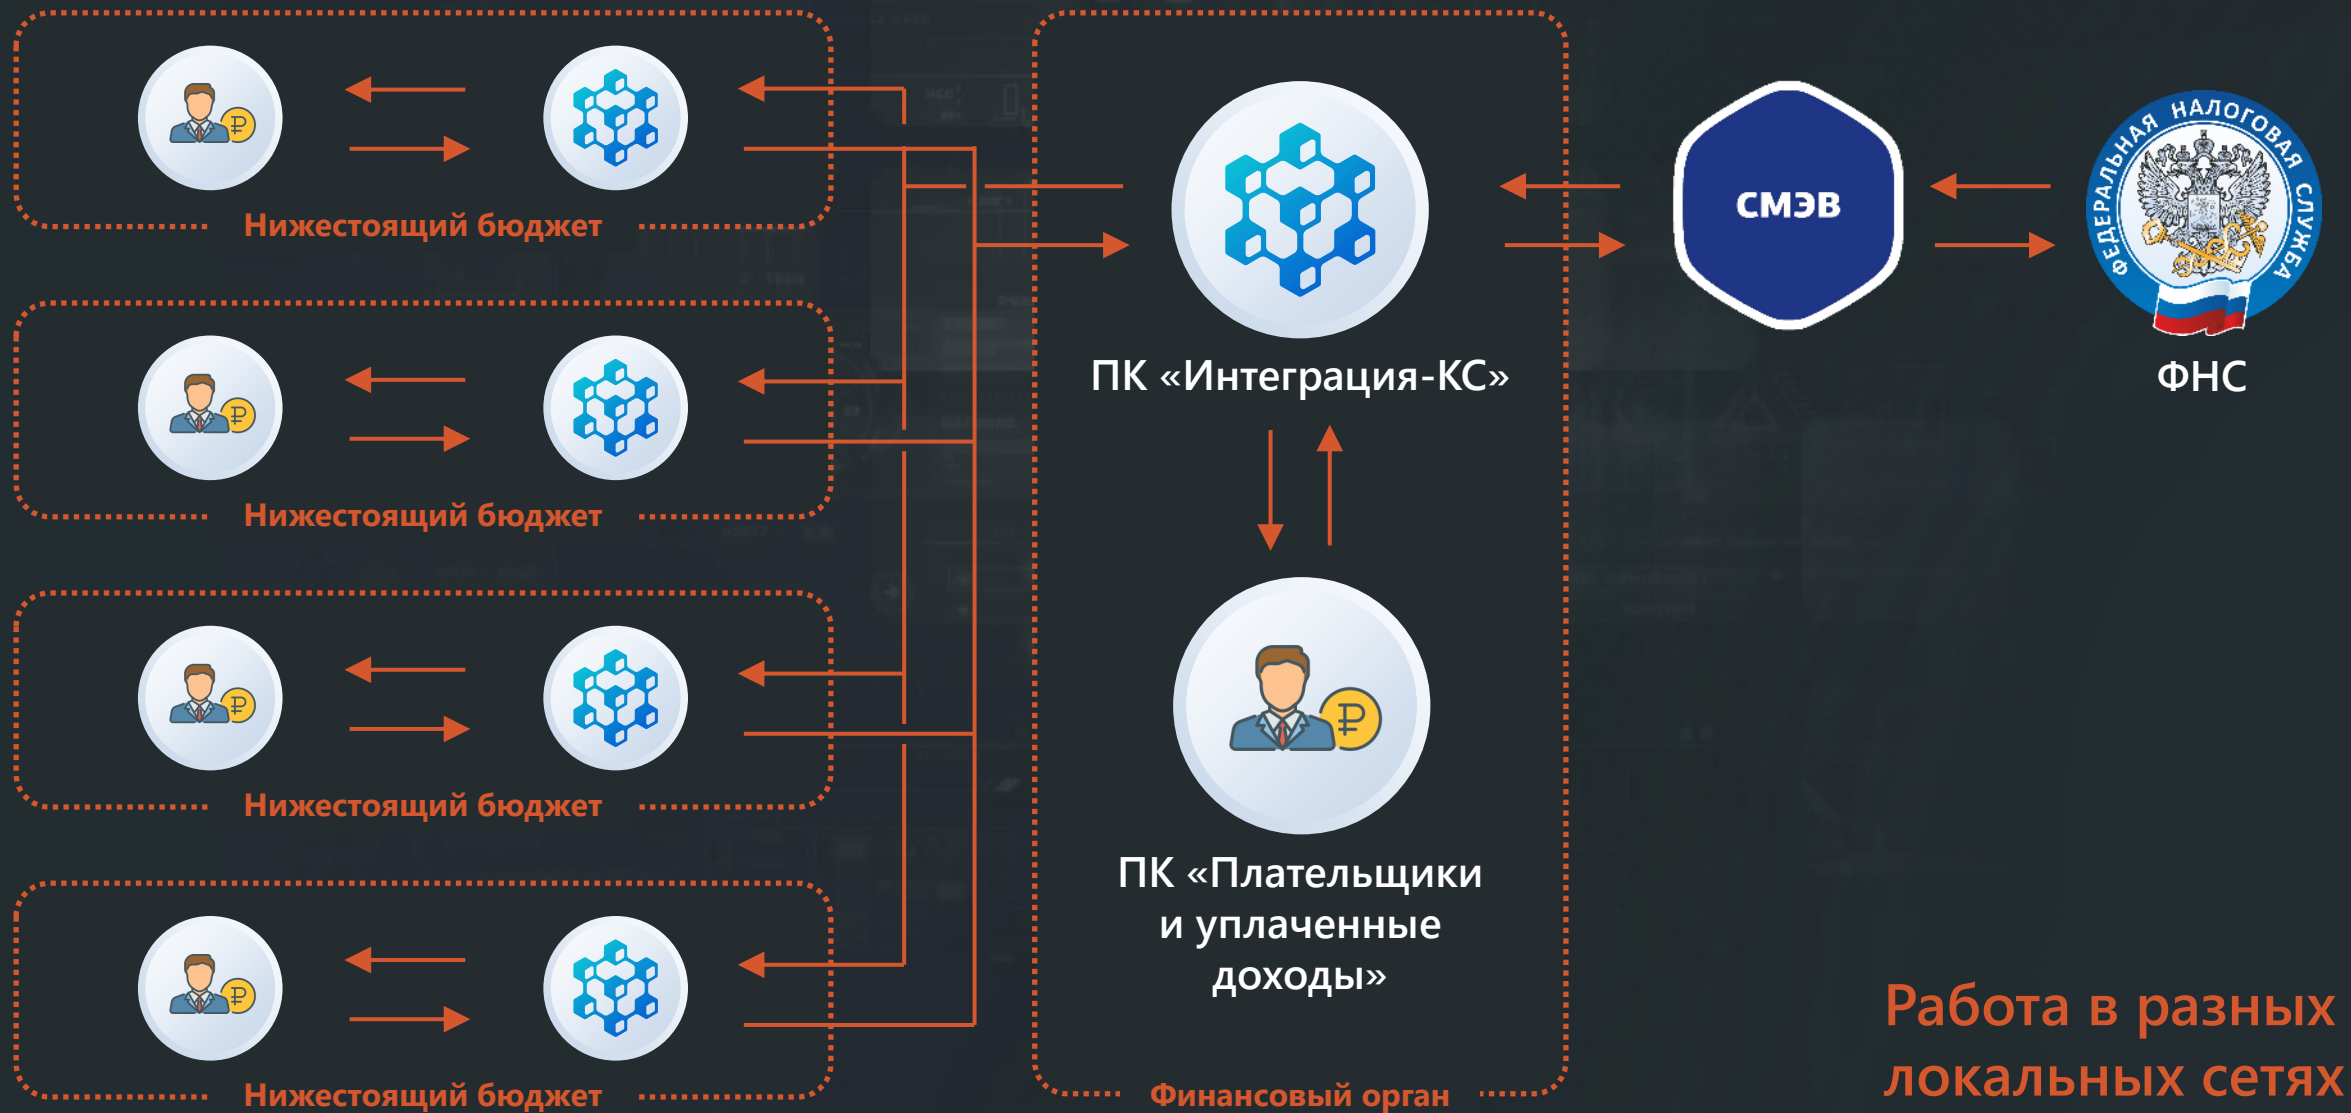 Нижестоящий бюджет
Нижестоящий бюджет
Нижестоящий бюджет
Нижестоящий бюджет
ПК «Интеграция-КС»
ПК «Плательщики
и уплаченные
доходы»
Финансовый орган
СМЭВ
ФЕДЕРАЛЬНАЯ НАЛОГОВАЯ СЛУЖБА
ФНС
Работа в разных
локальных сетях